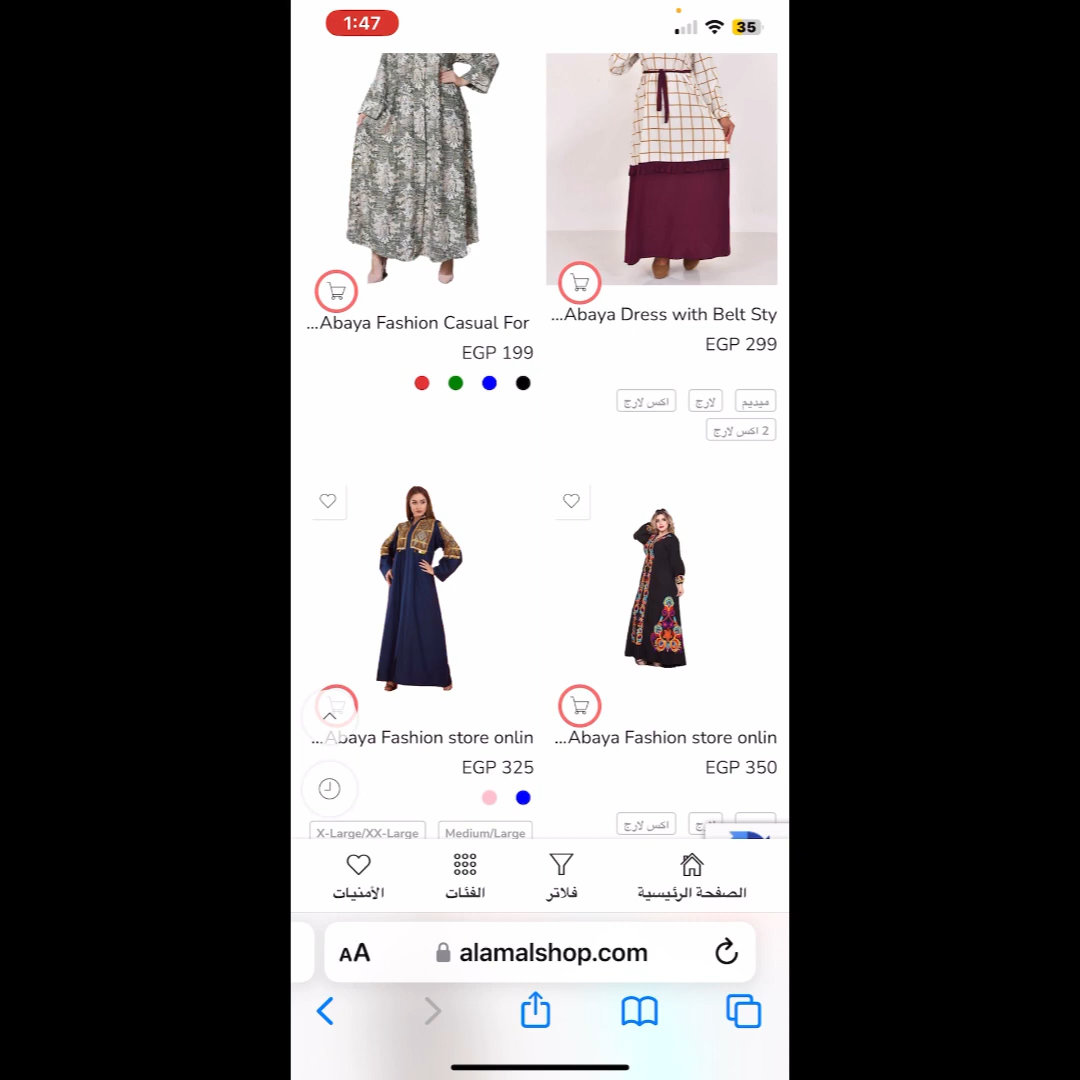 1:47
35
...Abaya Dress with Belt Sty
EGP 299
ميديم
لارج
اكس لارج
2 اكس لارج
...Abaya Fashion Casual For
EGP 199
...Abaya Fashion store onlin
EGP 350
اكس لارج
...Abaya Fashion store onlin
EGP 325
Medium/Large
X-Large/XX-Large
الصفحة الرئيسية
فلاتر
الفئات
الأمنيات
AA
alamalshop.com